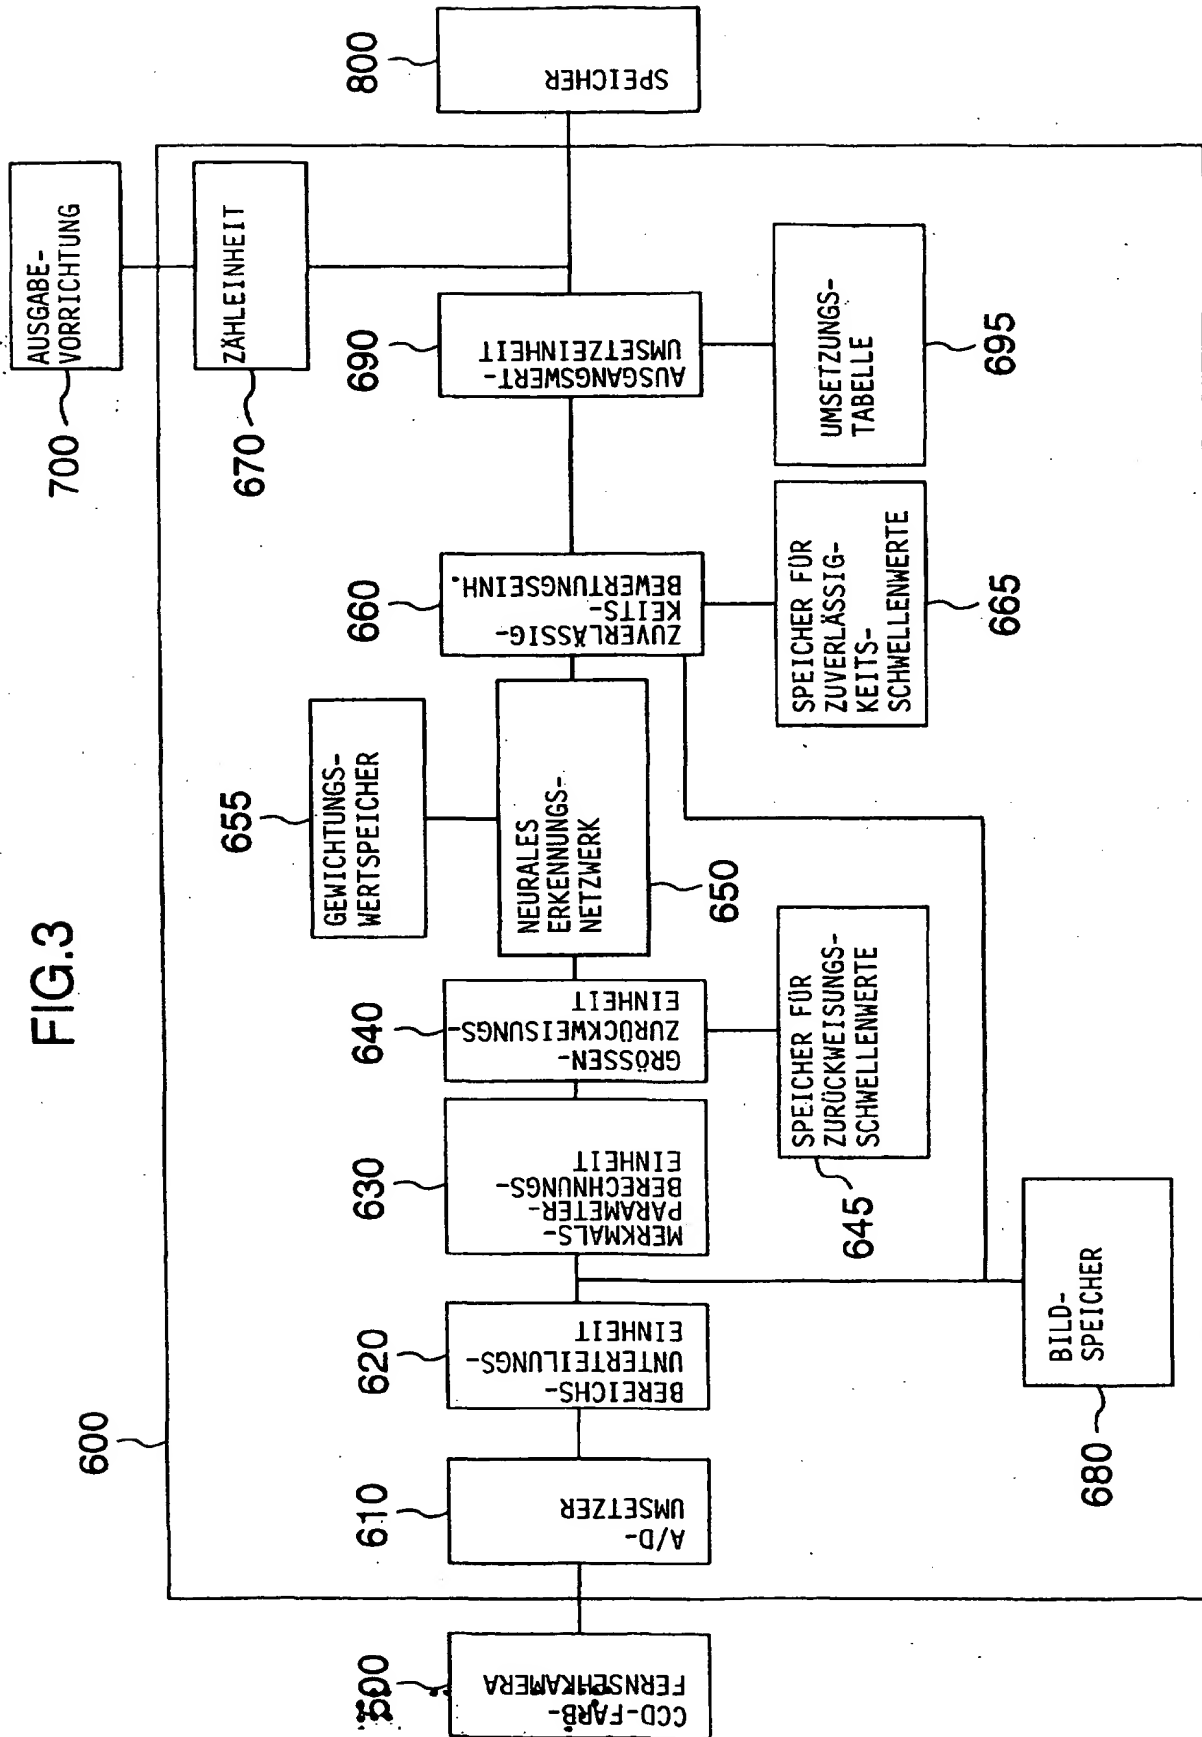 FIG.3
500
CCD-FARB-
FERNSEHKAMERA
600
610
A/D-
UMSETZER
620
BEREICHS-
UNTERTEILUNGS-
EINHEIT
630
MERKMALS-
PARAMETER-
BERECHNUNGS-
EINHEIT
640
GRÖSSEN-
ZURÜCKWEISUNGS-
EINHEIT
645
SPEICHER FÜR
ZURÜCKWEISUNGS-
SCHWELLENWERTE
650
NEURALES
ERKENNUNGS-
NETZWERK
655
GEWICHTUNGS-
WERTSPEICHER
660
ZUVERLÄSSIG-
KEITS-
BEWERTUNGSEINH.
665
SPEICHER FÜR
ZUVERLÄSSIG-
KEITS-
SCHWELLENWERTE
690
AUSGANGSWERT-
UMSETZEINHEIT
695
UMSETZUNGS-
TABELLE
670
ZÄHLEINHEIT
700
AUSGABE-
VORRICHTUNG
800
SPEICHER
680
BILD-
SPEICHER